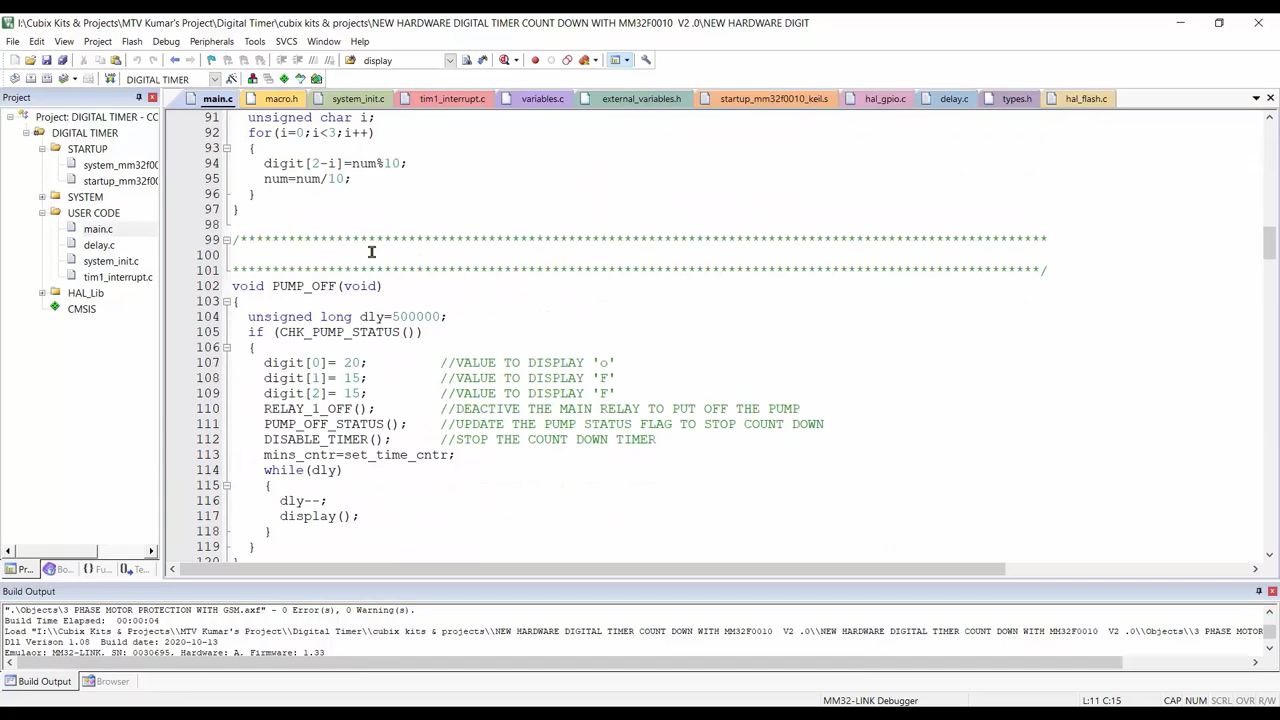 I:\Cubix Kits & Projects\MTV Kumar's Project\Digital Timer\cubix kits & projects\NEW HARDWARE DIGITAL TIMER COUNT DOWN WITH MM32F0010  V2 .0\NEW HARDWARE DIGIT
File Edit View Project Flash Debug Peripherals Tools SVCS Window Help
display
DIGITAL TIMER
Project
main.c macro.h system_init.c tim1_interrupt.c variables.c external_variables.h startup_mm32f0010_keil.s hal_gpio.c delay.c types.h hal_flash.c
Project: DIGITAL TIMER - CO
DIGITAL TIMER
STARTUP
system_mm32f00
startup_mm32f00
SYSTEM
USER CODE
main.c
delay.c
system_init.c
tim1_interrupt.c
HAL_Lib
CMSIS
91 unsigned char i;
92 for(i=0;i<3;i++)
93 {
94 digit[2-i]=num%10;
95 num=num/10;
96 }
97 }
98
99 /****************************************************************************************************
100
101 ****************************************************************************************************/
102 void PUMP_OFF(void)
103 {
104 unsigned long dly=500000;
105 if (CHK_PUMP_STATUS())
106 {
107 digit[0]= 20; //VALUE TO DISPLAY 'o'
108 digit[1]= 15; //VALUE TO DISPLAY 'F'
109 digit[2]= 15; //VALUE TO DISPLAY 'F'
110 RELAY_1_OFF(); //DEACTIVE THE MAIN RELAY TO PUT OFF THE PUMP
111 PUMP_OFF_STATUS(); //UPDATE THE PUMP STATUS FLAG TO STOP COUNT DOWN
112 DISABLE_TIMER(); //STOP THE COUNT DOWN TIMER
113 mins_cntr=set_time_cntr;
114 while(dly)
115 {
116 dly--;
117 display();
118 }
119 }
120 }
Pr... Bo... {} Fu... Te...
Build Output
".\Objects\3 PHASE MOTOR PROTECTION WITH GSM.axf" - 0 Error(s), 0 Warning(s).
Build Time Elapsed:  00:00:04
Load "I:\\Cubix Kits & Projects\\MTV Kumar's Project\\Digital Timer\\cubix kits & projects\\NEW HARDWARE DIGITAL TIMER COUNT DOWN WITH MM32F0010  V2 .0\\NEW HARDWARE DIGITAL TIMER COUNT DOWN WITH MM32F0010  V2 .0\\Objects\\3 PHASE MOTOR PROTECTION
Dll Verison 1.08  Build date: 2020-10-13
Emulaor: MM32-LINK, SN: 0030695, Hardware: A, Firmware: 1.33
Build Output Browser
MM32-LINK Debugger L:11 C:15 CAP NUM SCRL OVR R/W